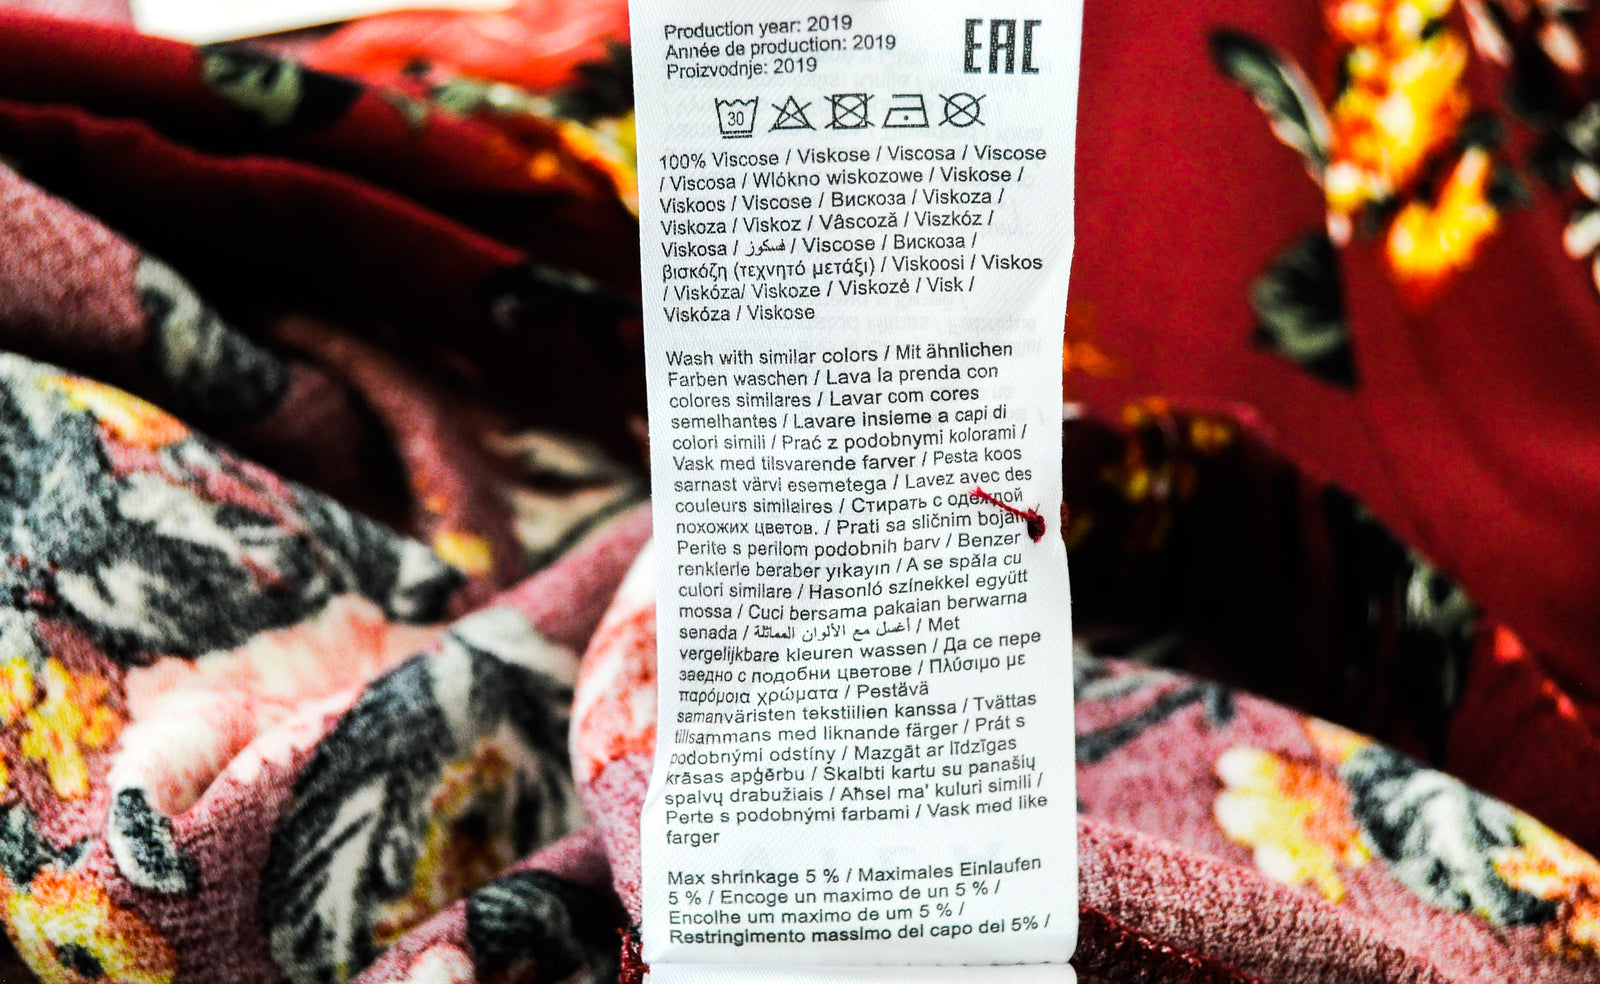 Production year: 2019
Année de production: 2019
Proizvodnje: 2019
EAC
30
100% Viscose / Viskose / Viscosa / Viscose
/ Viscosa / Wlókno wiskozowe / Viskose /
Viskoos / Viscose / Вискоза / Viskoza /
Viskoza / Viskoz / Vâscoză / Viszkóz /
Viskosa / فسكوز / Viscose / Вискоза /
βισκόζη (τεχνητό μετάξι) / Viskoosi / Viskos
/ Viskóza/ Viskoze / Viskozė / Visk /
Viskóza / Viskose
Wash with similar colors / Mit ähnlichen
Farben waschen / Lava la prenda con
colores similares / Lavar com cores
semelhantes / Lavare insieme a capi di
colori simili / Prać z podobnymi kolorami /
Vask med tilsvarende farver / Pesta koos
sarnast värvi esemetega / Lavez avec des
couleurs similaires / Стирать с одеждой
похожих цветов. / Prati sa sličnim bojam
Perite s perilom podobnih barv / Benzer
renklerle beraber yıkayın / A se spăla cu
culori similare / Hasonló színekkel együtt
mossa / Cuci bersama pakaian berwarna
senada / أغسل مع الألوان المماثلة / Met
vergelijkbare kleuren wassen / Да се пере
заедно с подобни цветове / Πλύσιμο με
παρόμοια χρώματα / Pestävä
samanväristen tekstiilien kanssa / Tvättas
tillsammans med liknande färger / Prát s
podobnými odstíny / Mazgāt ar līdzīgas
krāsas apģērbu / Skalbti kartu su panašių
spalvų drabužiais / Aħsel ma' kuluri simili /
Perte s podobnými farbami / Vask med like
farger
Max shrinkage 5 % / Maximales Einlaufen
5 % / Encoge un maximo de un 5 % /
Encolhe um maximo de um 5 % /
Restringimento massimo del capo del 5% /